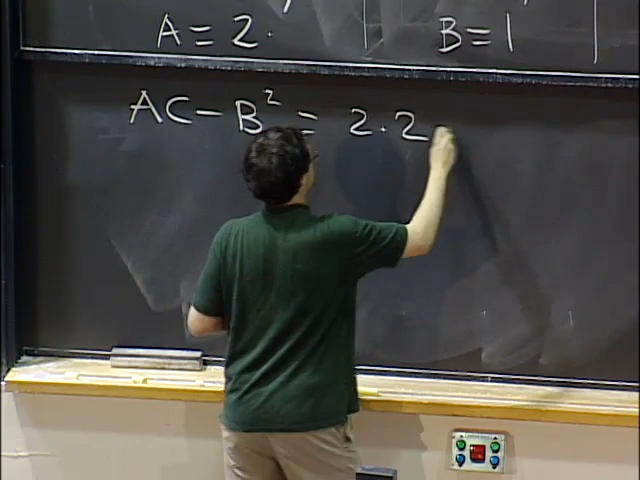 A = 2. B = 1
AC - B² = 2.2